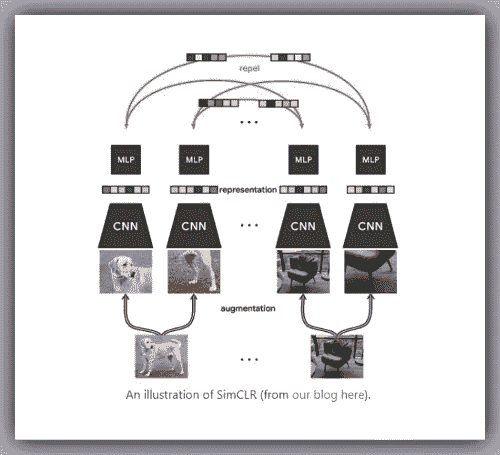 repel
...
MLP MLP MLP MLP
representation
CNN CNN ... CNN CNN
augmentation
...
An illustration of SimCLR (from our blog here).